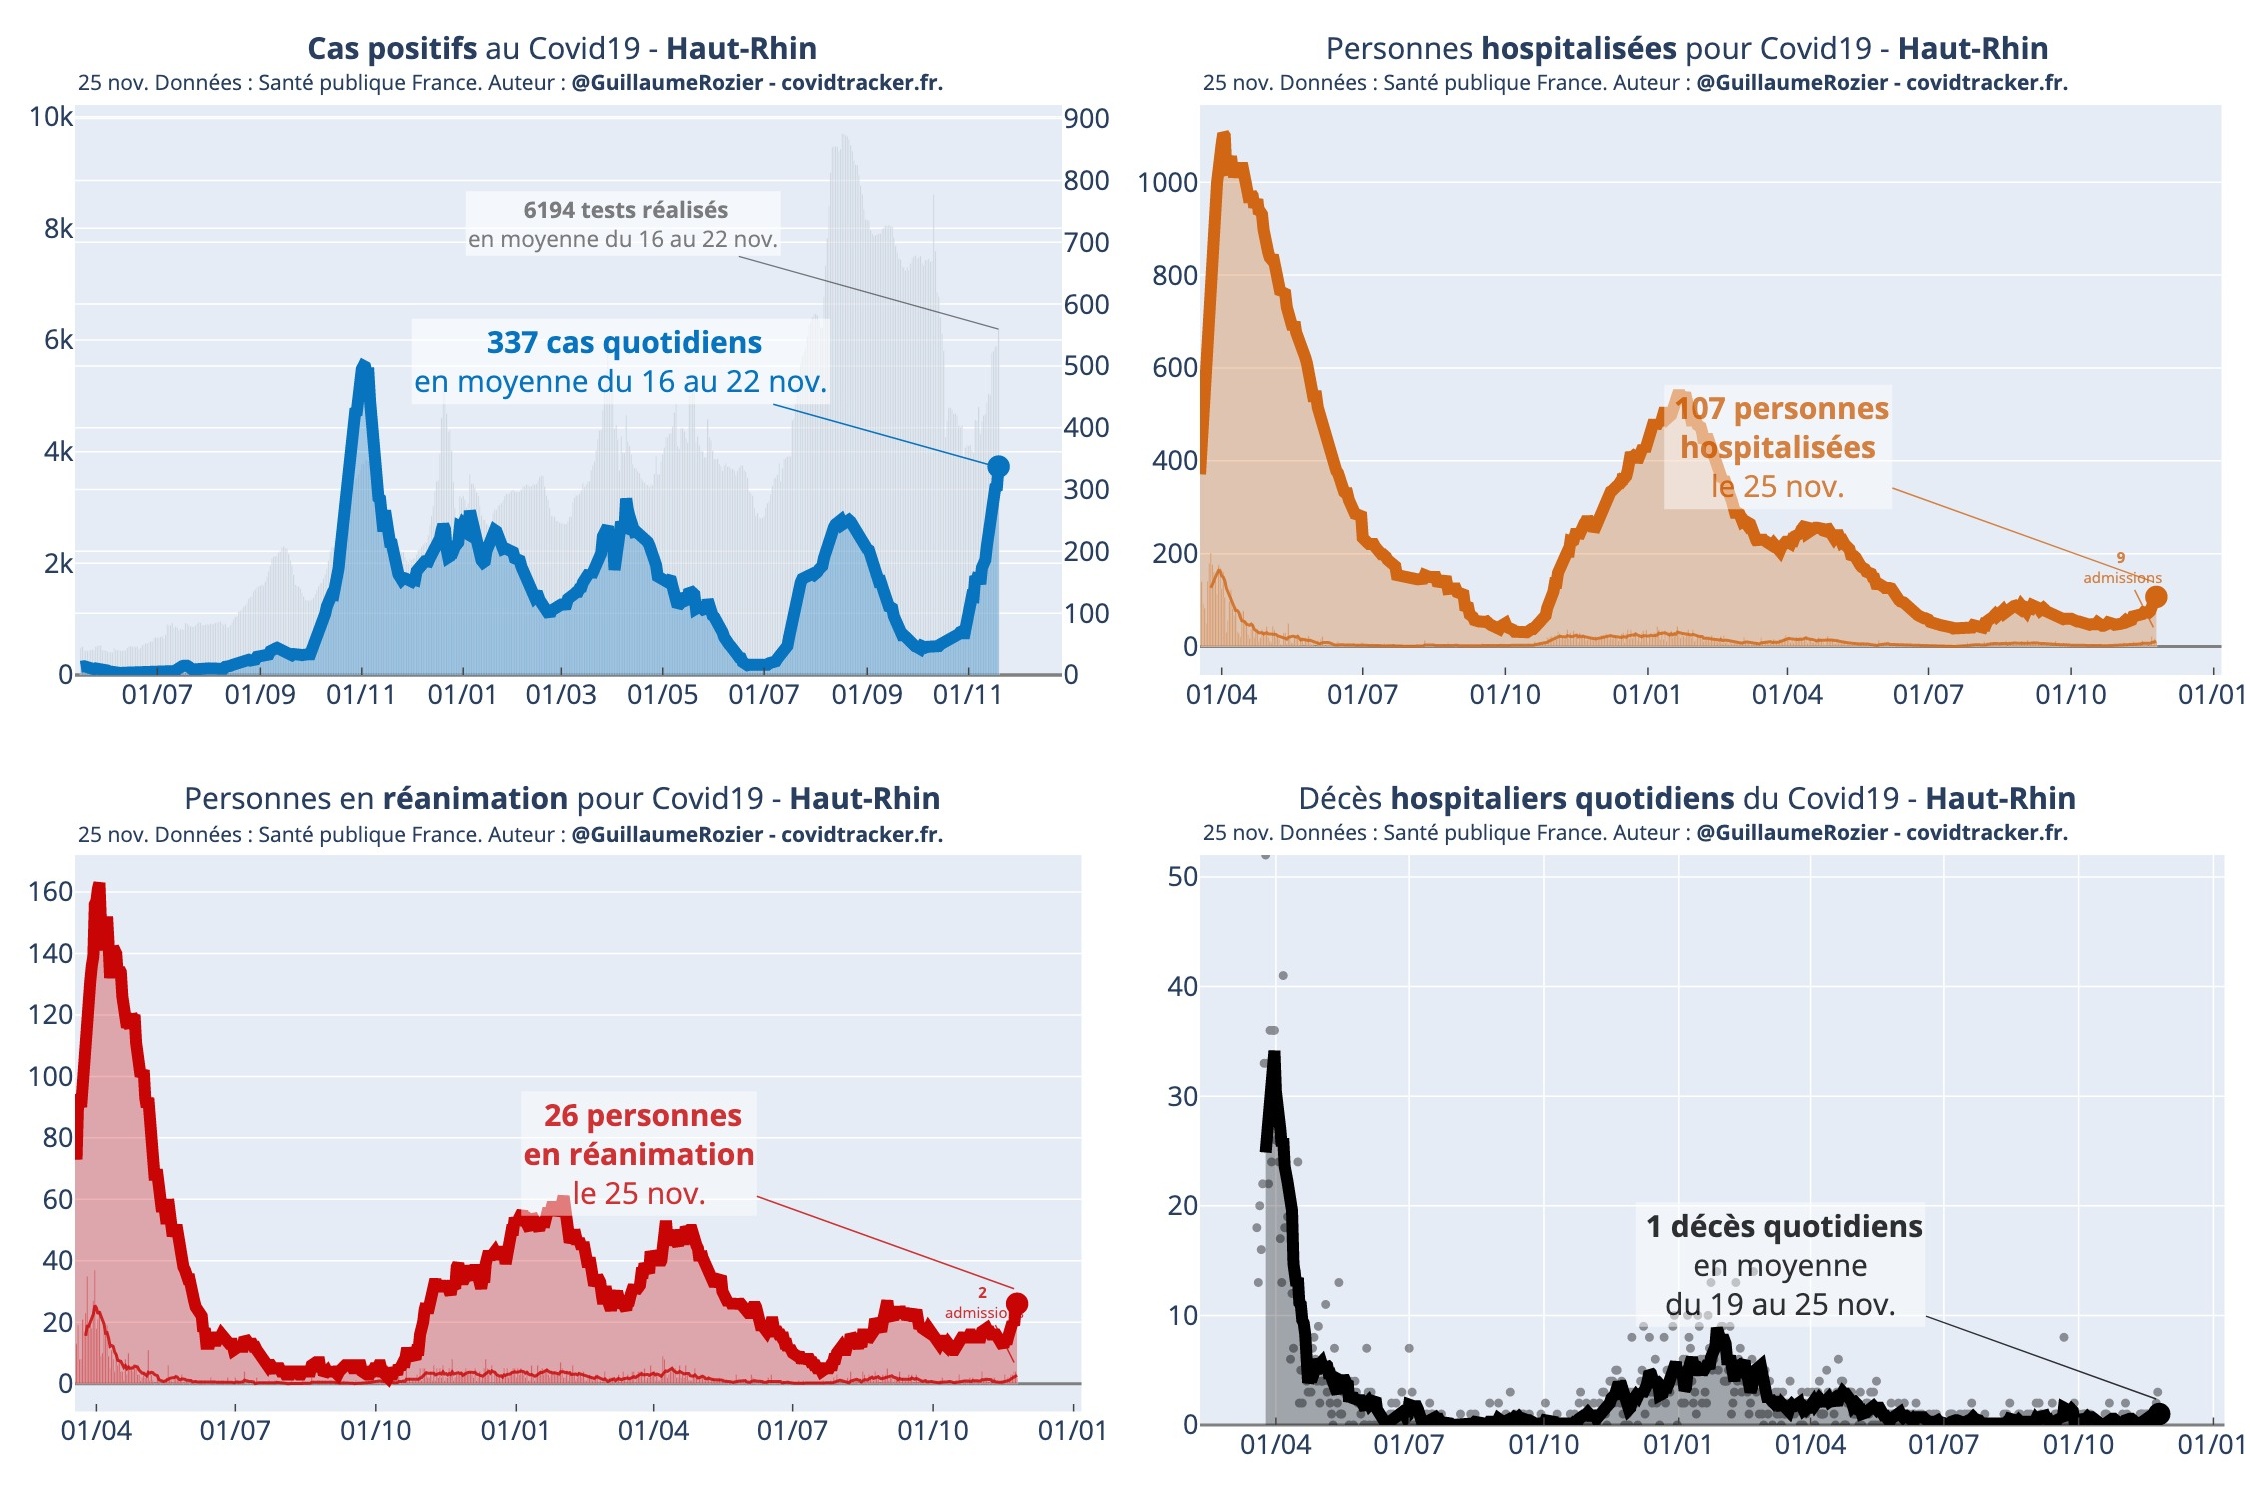 Cas positifs au Covid19 - Haut-Rhin
25 nov. Données : Santé publique France. Auteur : @GuillaumeRozier - covidtracker.fr.
10k
8k
6k
4k
2k
0
900
800
700
600
500
400
300
200
100
0
6194 tests réalisés
en moyenne du 16 au 22 nov.
337 cas quotidiens
en moyenne du 16 au 22 nov.
01/07 01/09 01/11 01/01 01/03 01/05 01/07 01/09 01/11
Personnes hospitalisées pour Covid19 - Haut-Rhin
25 nov. Données : Santé publique France. Auteur : @GuillaumeRozier - covidtracker.fr.
1000
800
600
400
200
0
107 personnes
hospitalisées
le 25 nov.
9
admissions
01/04 01/07 01/10 01/01 01/04 01/07 01/10 01/01
Personnes en réanimation pour Covid19 - Haut-Rhin
25 nov. Données : Santé publique France. Auteur : @GuillaumeRozier - covidtracker.fr.
160
140
120
100
80
60
40
20
0
26 personnes
en réanimation
le 25 nov.
2
admissio
01/04 01/07 01/10 01/01 01/04 01/07 01/10 01/01
Décès hospitaliers quotidiens du Covid19 - Haut-Rhin
25 nov. Données : Santé publique France. Auteur : @GuillaumeRozier - covidtracker.fr.
50
40
30
20
10
0
1 décès quotidiens
en moyenne
du 19 au 25 nov.
01/04 01/07 01/10 01/01 01/04 01/07 01/10 01/01